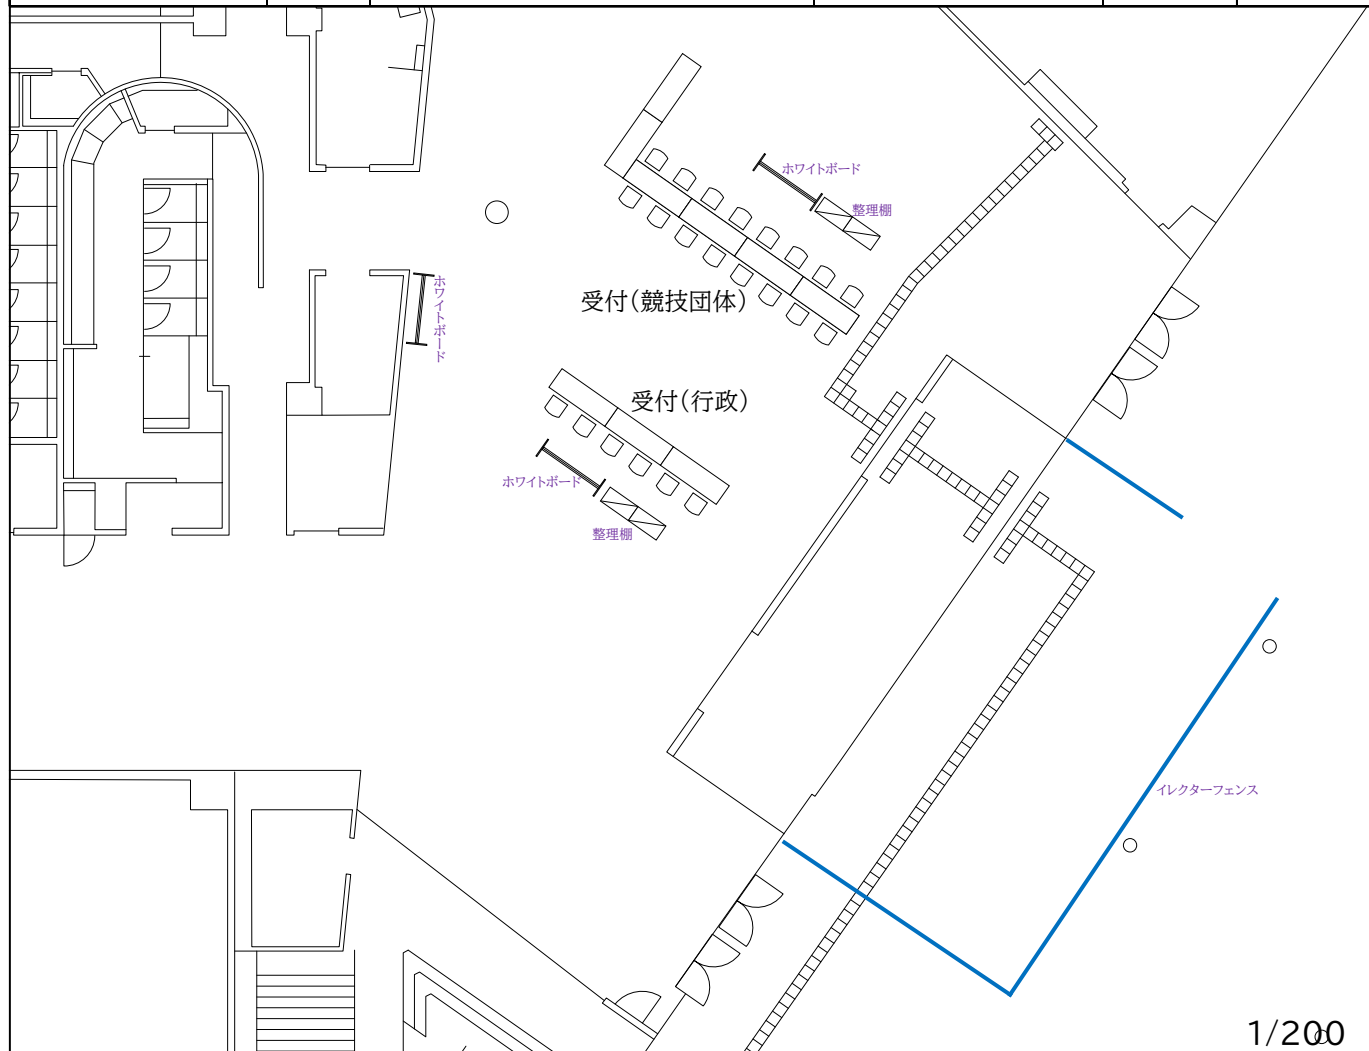 ホワイトボード
整理棚
ホワイトボード
受付(競技団体)
受付(行政)
ホワイトボード
整理棚
イレクターフェンス
1/200